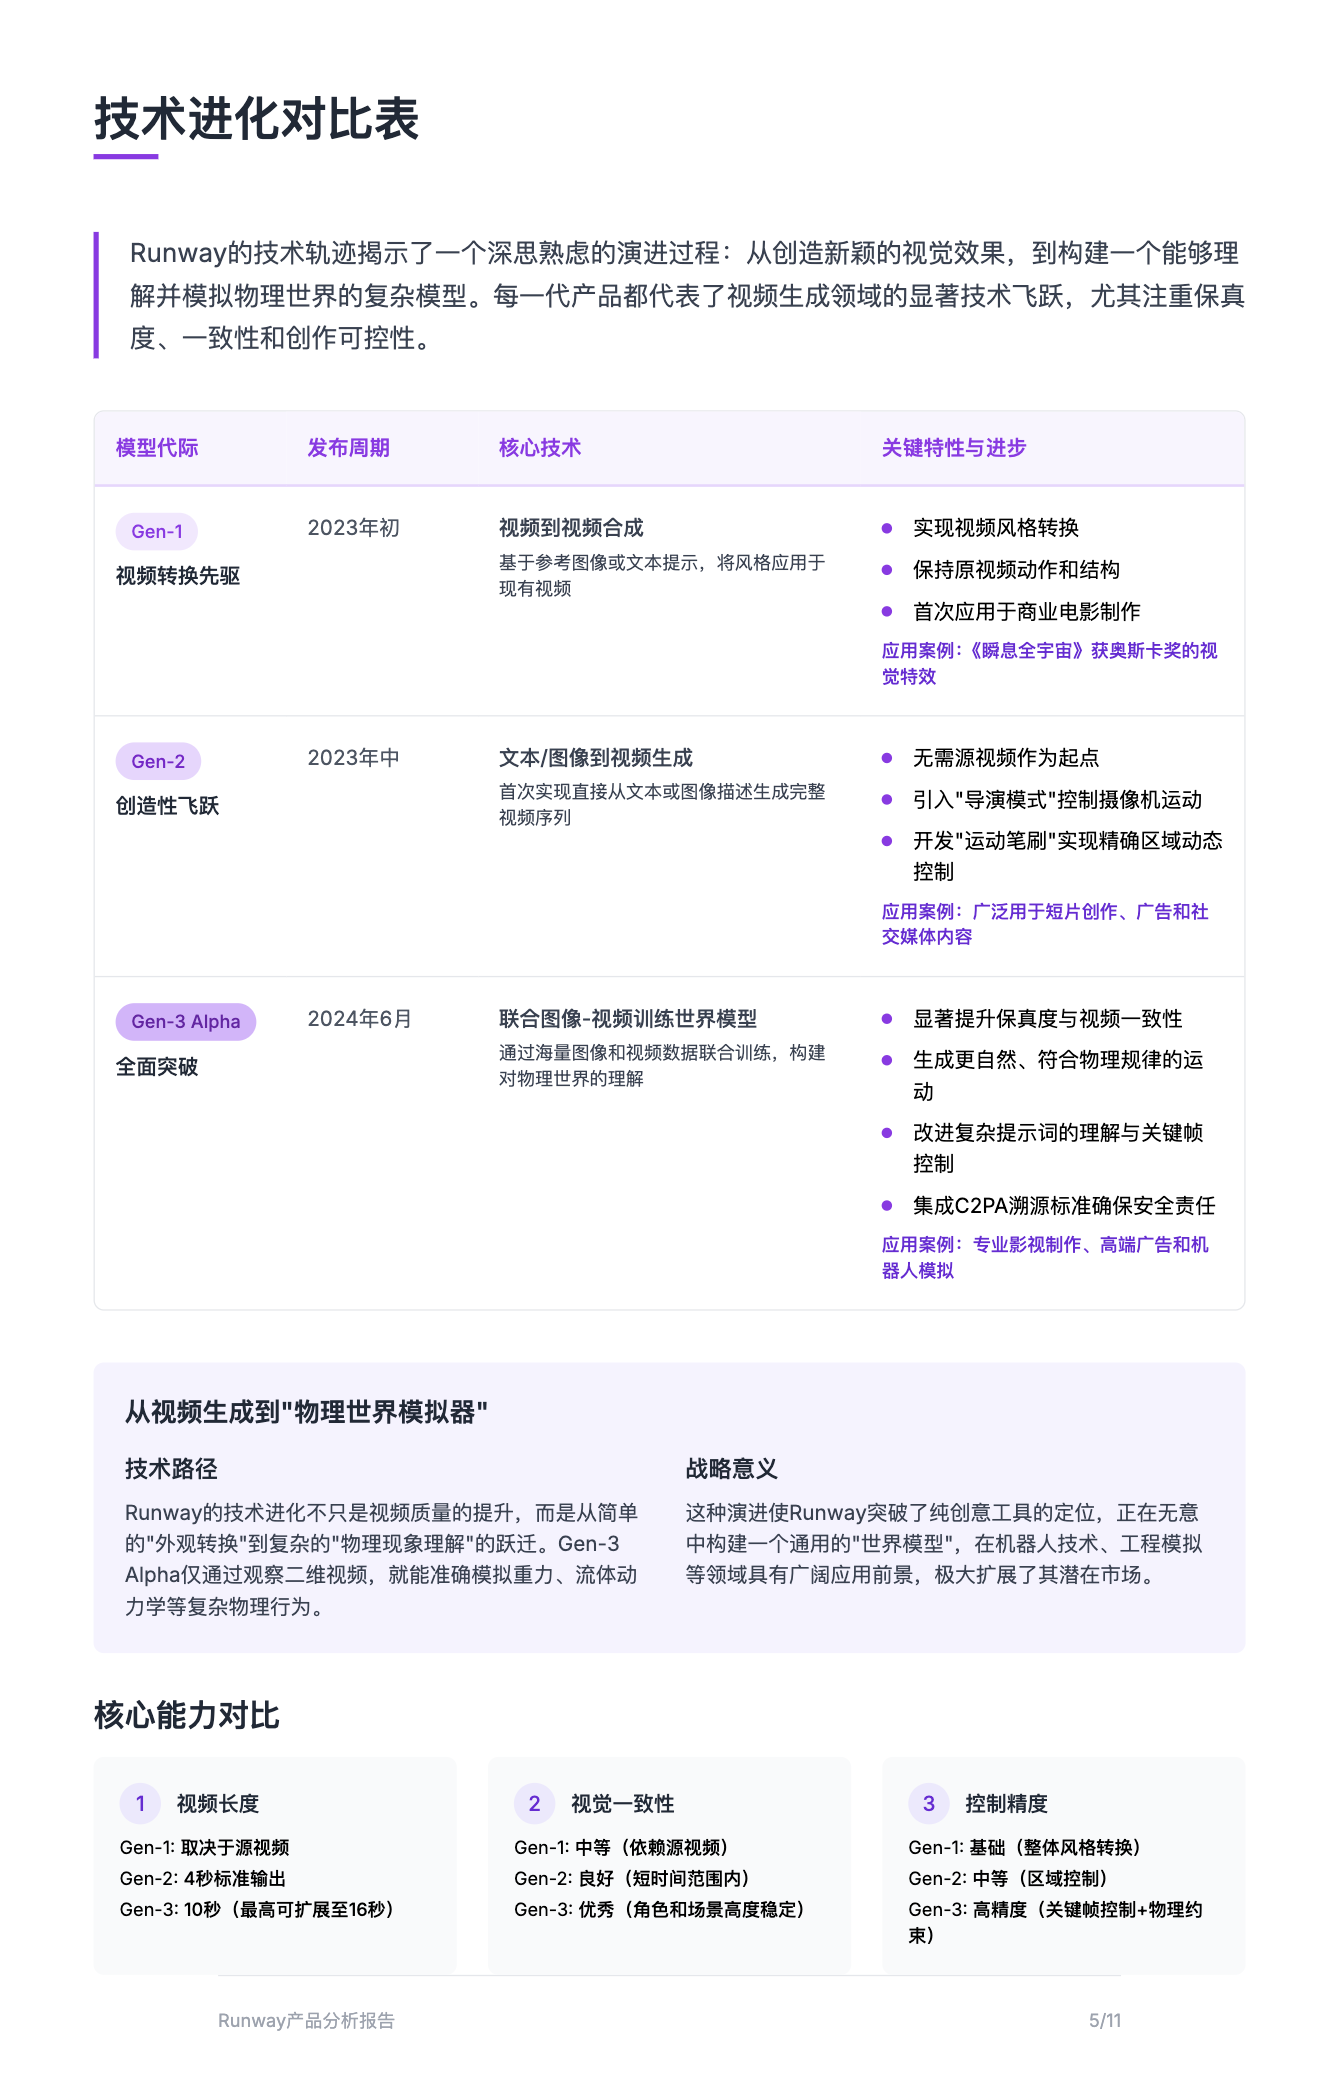 技术进化对比表
Runway的技术轨迹揭示了一个深思熟虑的演进过程：从创造新颖的视觉效果，到构建一个能够理
解并模拟物理世界的复杂模型。每一代产品都代表了视频生成领域的显著技术飞跃，尤其注重保真
度、一致性和创作可控性。
模型代际
发布周期
核心技术
关键特性与进步
Gen-1
视频转换先驱
2023年初
视频到视频合成
基于参考图像或文本提示，将风格应用于
现有视频
实现视频风格转换
保持原视频动作和结构
首次应用于商业电影制作
应用案例：《瞬息全宇宙》获奥斯卡奖的视
觉特效
Gen-2
创造性飞跃
2023年中
文本/图像到视频生成
首次实现直接从文本或图像描述生成完整
视频序列
无需源视频作为起点
引入"导演模式"控制摄像机运动
开发"运动笔刷"实现精确区域动态
控制
应用案例：广泛用于短片创作、广告和社
交媒体内容
Gen-3 Alpha
全面突破
2024年6月
联合图像-视频训练世界模型
通过海量图像和视频数据联合训练，构建
对物理世界的理解
显著提升保真度与视频一致性
生成更自然、符合物理规律的运
动
改进复杂提示词的理解与关键帧
控制
集成C2PA溯源标准确保安全责任
应用案例：专业影视制作、高端广告和机
器人模拟
从视频生成到"物理世界模拟器"
技术路径
Runway的技术进化不只是视频质量的提升，而是从简单
的"外观转换"到复杂的"物理现象理解"的跃迁。Gen-3
Alpha仅通过观察二维视频，就能准确模拟重力、流体动
力学等复杂物理行为。
战略意义
这种演进使Runway突破了纯创意工具的定位，正在无意
中构建一个通用的"世界模型"，在机器人技术、工程模拟
等领域具有广阔应用前景，极大扩展了其潜在市场。
核心能力对比
1 视频长度
Gen-1: 取决于源视频
Gen-2: 4秒标准输出
Gen-3: 10秒（最高可扩展至16秒）
2 视觉一致性
Gen-1: 中等（依赖源视频）
Gen-2: 良好（短时间范围内）
Gen-3: 优秀（角色和场景高度稳定）
3 控制精度
Gen-1: 基础（整体风格转换）
Gen-2: 中等（区域控制）
Gen-3: 高精度（关键帧控制+物理约
束）
Runway产品分析报告
5/11